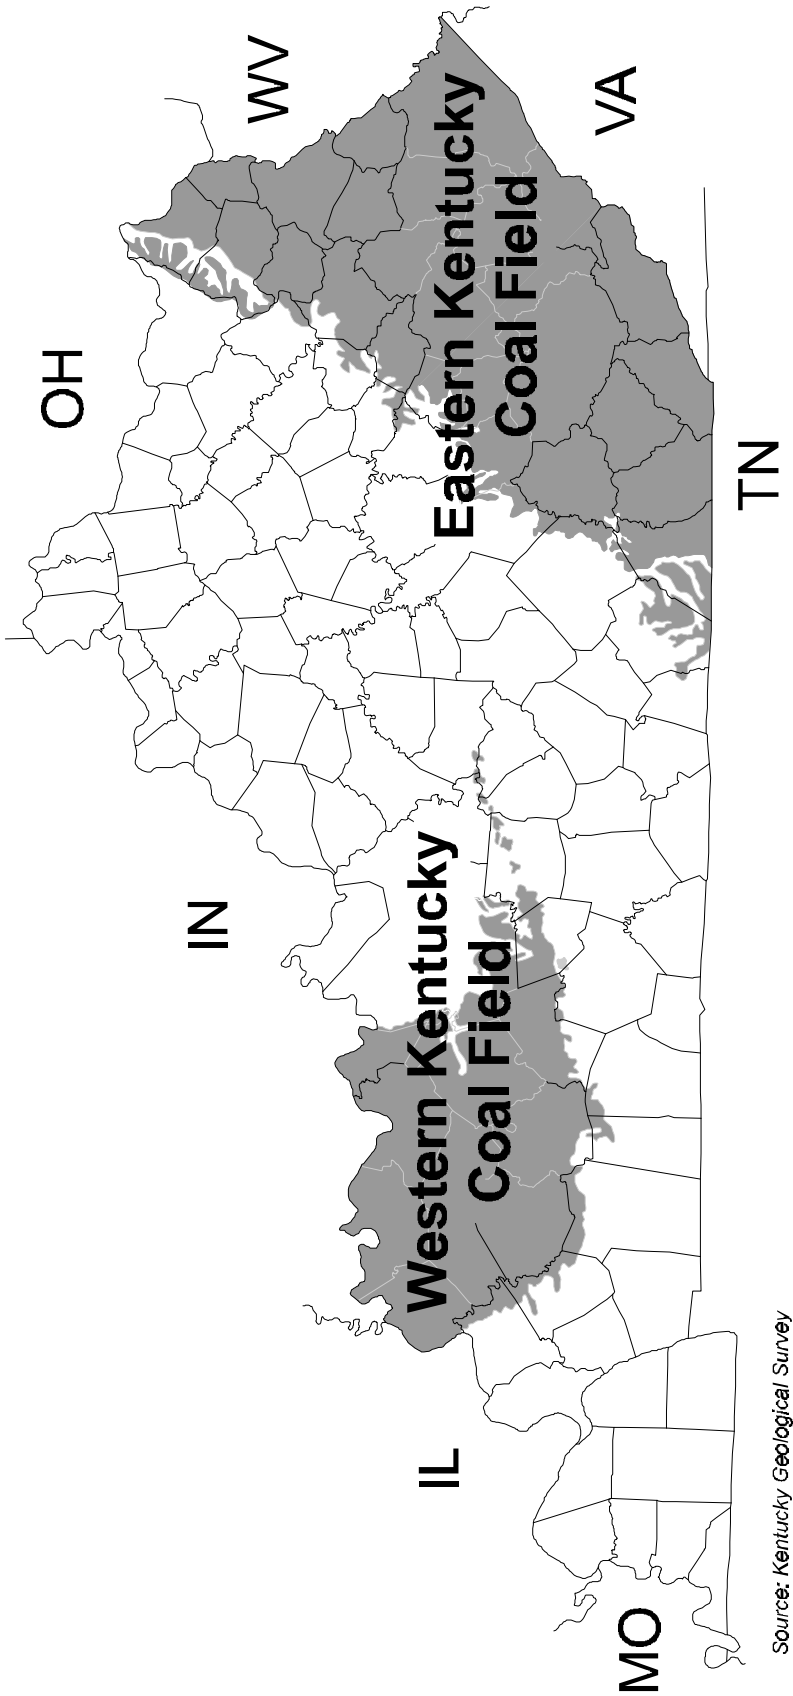 OH
WV
IN
VA
Eastern Kentucky
Coal Field
Western Kentucky
Coal Field
IL
TN
MO
Source: Kentucky Geological Survey